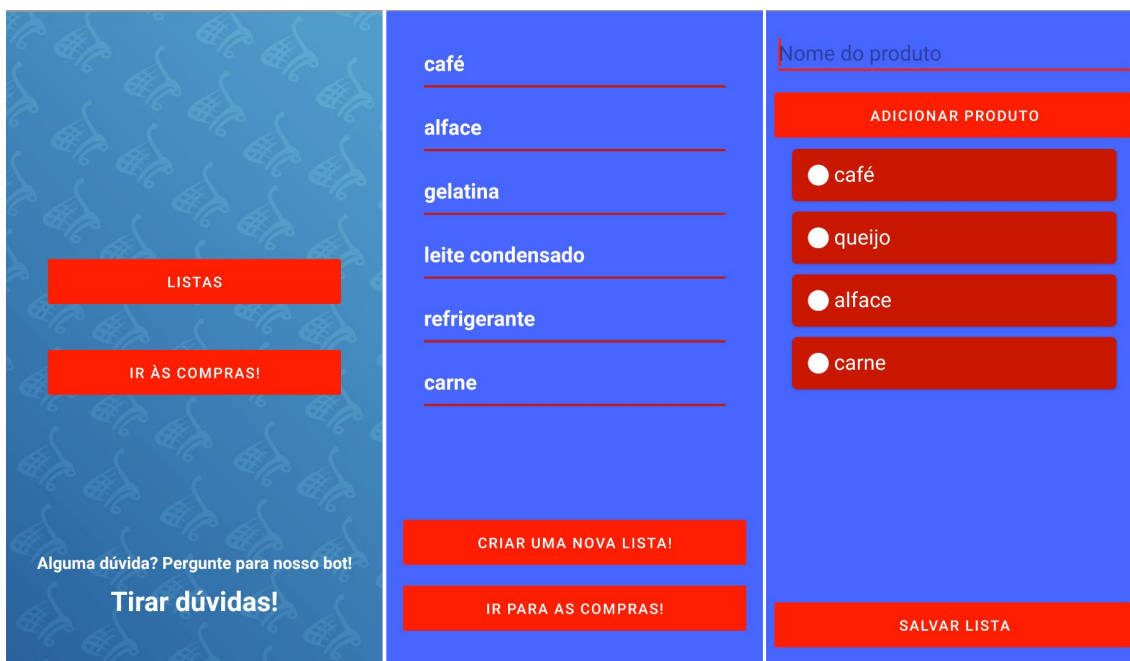 LISTAS
IR ÀS COMPRAS!
Alguma dúvida? Pergunte para nosso bot!
Tirar dúvidas!
café
alface
gelatina
leite condensado
refrigerante
carne
CRIAR UMA NOVA LISTA!
IR PARA AS COMPRAS!
Nome do produto
ADICIONAR PRODUTO
café
queijo
alface
carne
SALVAR LISTA